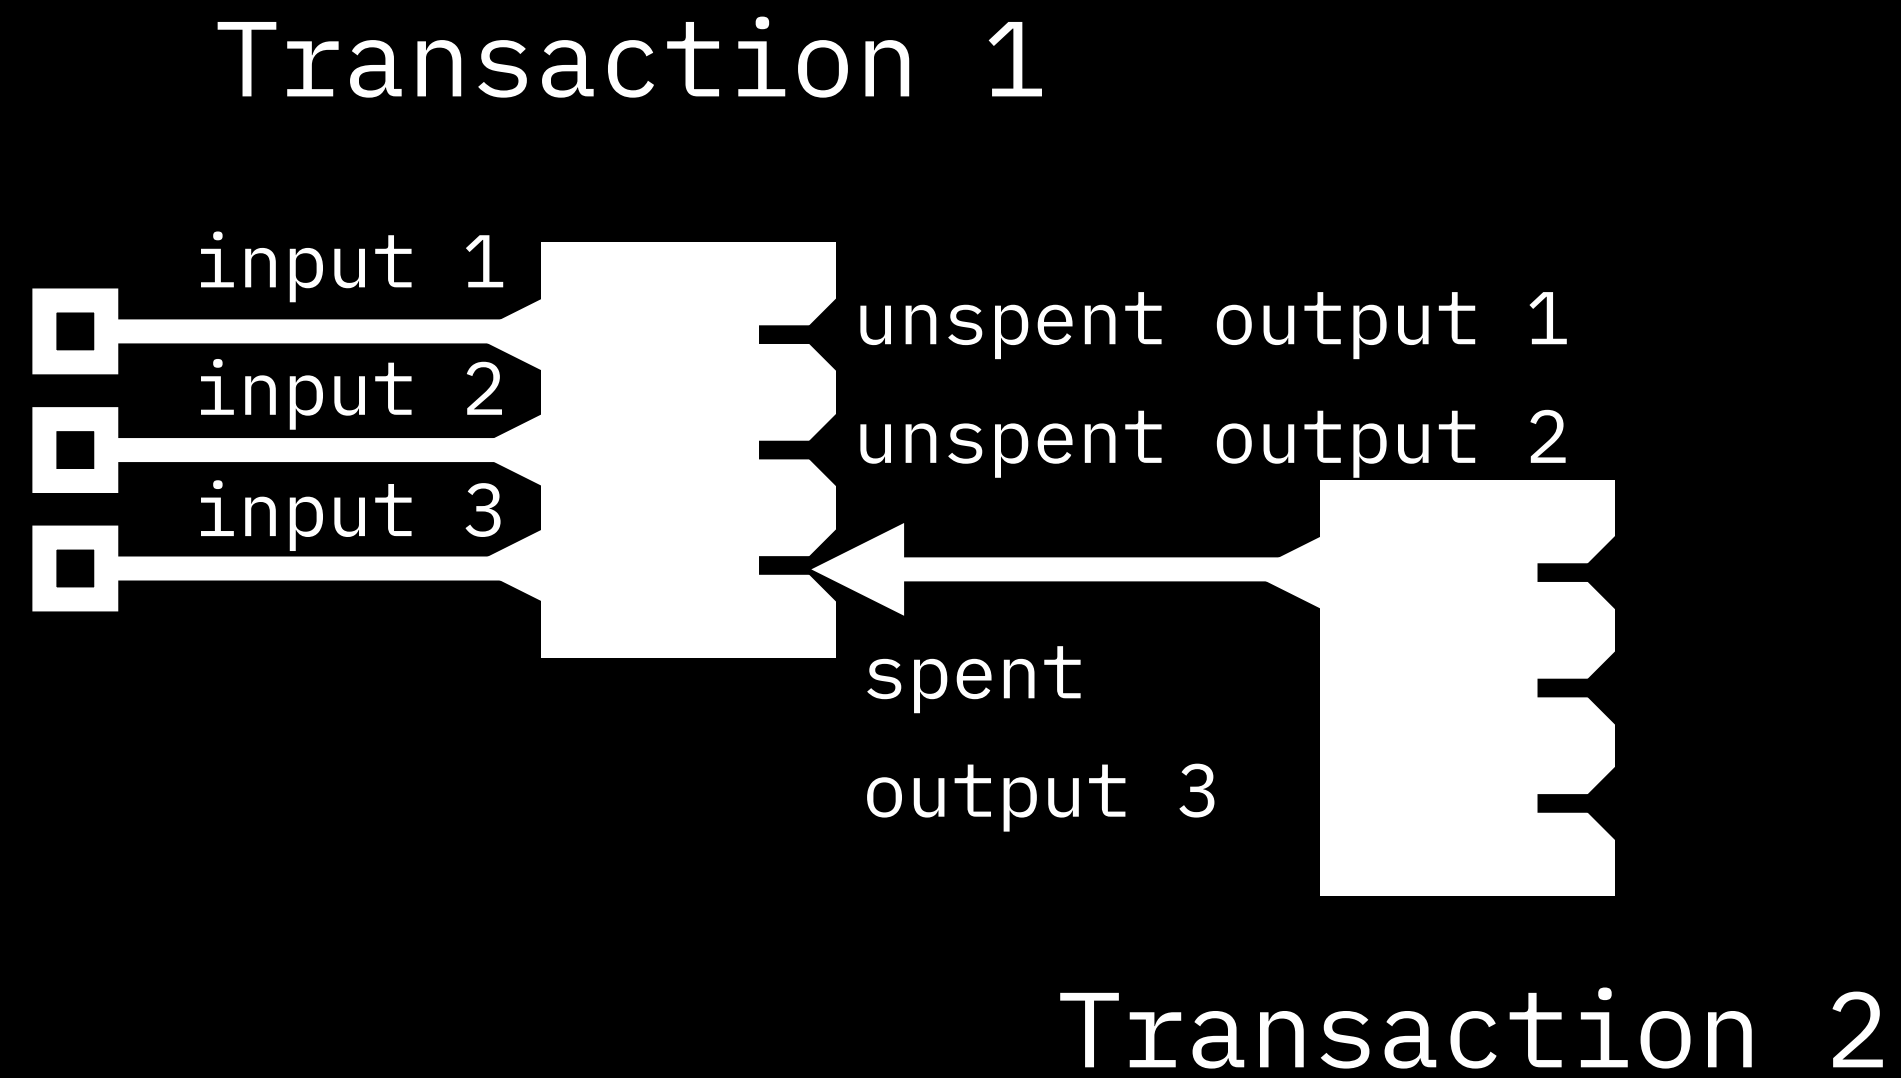 Transaction 1
input 1
unspent output 1
input 2
unspent output 2
input 3
spent
output 3
Transaction 2